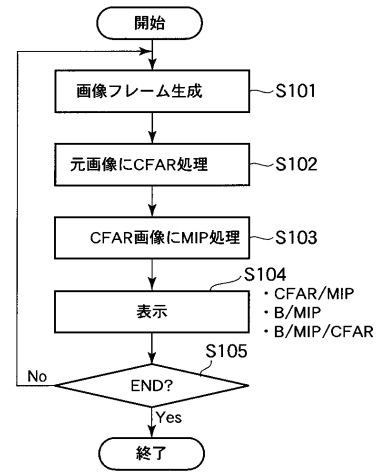 開始
画像フレーム生成
S101
元画像にCFAR処理
S102
CFAR画像にMIP処理
S103
S104
表示
・CFAR/MIP
・B/MIP
・B/MIP/CFAR
S105
END?
No
Yes
終了